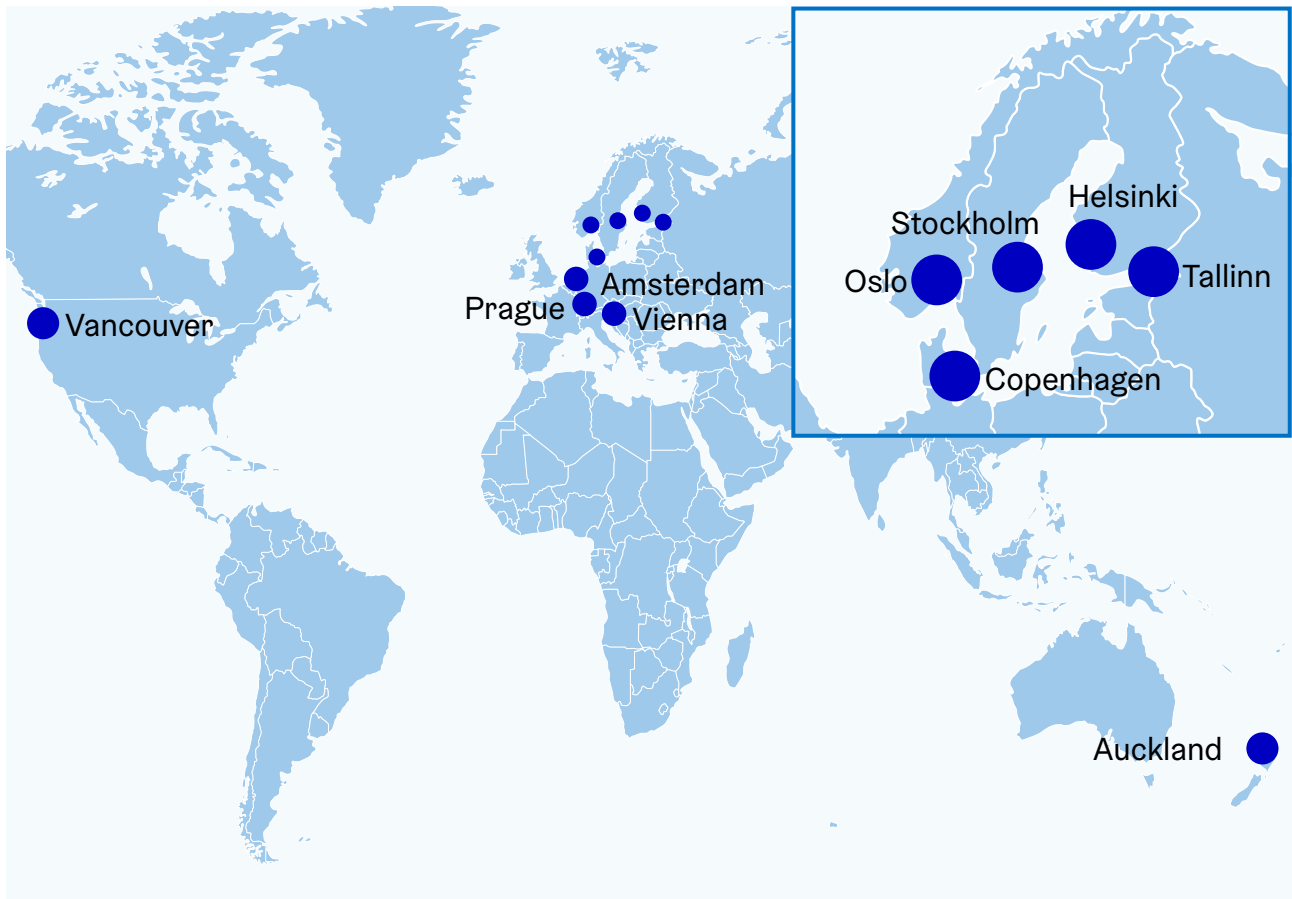 Helsinki
Stockholm
Oslo
Tallinn
Copenhagen
Amsterdam
Prague
Vienna
Vancouver
Auckland